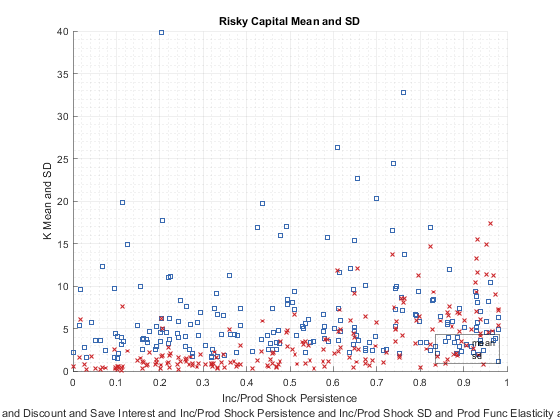 Risky Capital Mean and SD
40
35
30
25
20
15
10
5
0
K Mean and SD
0 0.1 0.2 0.3 0.4 0.5 0.6 0.7 0.8 0.9 1
mean
sd
Inc/Prod Shock Persistence
and Discount and Save Interest and Inc/Prod Shock Persistence and Inc/Prod Shock SD and Prod Func Elasticity a